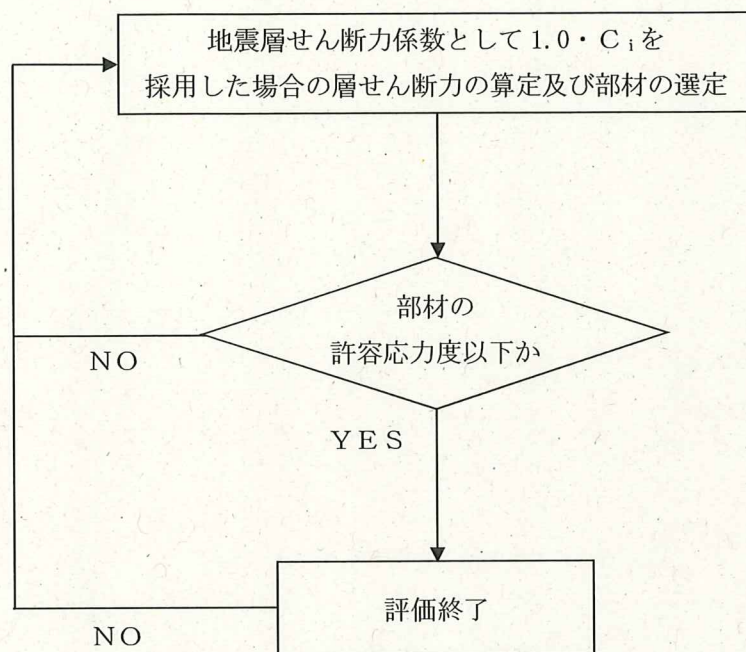 地震層せん断力係数として1.0・Ciを
採用した場合の層せん断力の算定及び部材の選定
部材の
許容応力度以下か
NO
YES
評価終了
NO